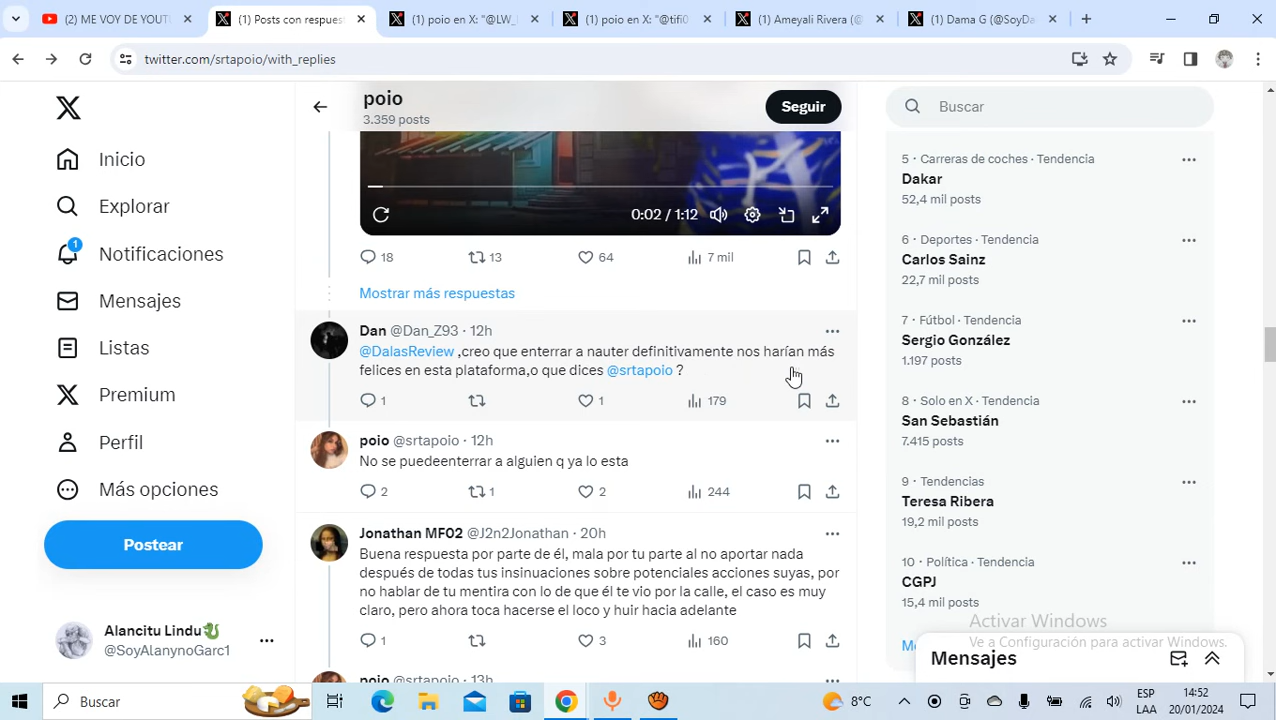 (2) ME VOY DE YOUT
(1) Posts con respues
(1) poio en X: "@LW_
(1) poio en X: "@tifi0
(1) Ameyali Rivera (@
(1) Dama G (@SoyDa
twitter.com/srtapoio/with_replies
Inicio
Explorar
1
Notificaciones
Mensajes
Listas
Premium
Perfil
Más opciones
Postear
Alancitu Lindu
@SoyAlanynoGarc1
poio
3.359 posts
Seguir
0:02 / 1:12
18 13 64 7 mil
Mostrar más respuestas
Dan @Dan_Z93 · 12h
@DalasReview ,creo que enterrar a nauter definitivamente nos harían más
felices en esta plataforma,o que dices @srtapoio ?
1 1 179
poio @srtapoio · 12h
No se puedeenterrar a alguien q ya lo esta
2 1 2 244
Jonathan MF02 @J2n2Jonathan · 20h
Buena respuesta por parte de él, mala por tu parte al no aportar nada
después de todas tus insinuaciones sobre potenciales acciones suyas, por
no hablar de tu mentira con lo de que él te vio por la calle, el caso es muy
claro, pero ahora toca hacerse el loco y huir hacia adelante
1 3 160
poio @srtapoio · 13h
Buscar
5 · Carreras de coches · Tendencia
Dakar
52,4 mil posts
6 · Deportes · Tendencia
Carlos Sainz
22,7 mil posts
7 · Fútbol · Tendencia
Sergio González
1.197 posts
8 · Solo en X · Tendencia
San Sebastián
7.415 posts
9 · Tendencias
Teresa Ribera
19,2 mil posts
10 · Política · Tendencia
CGPJ
15,4 mil posts
Activar Windows
Ve a Configuración para activar Windows.
Mensajes
Buscar
8°C
ESP
LAA
14:52
20/01/2024